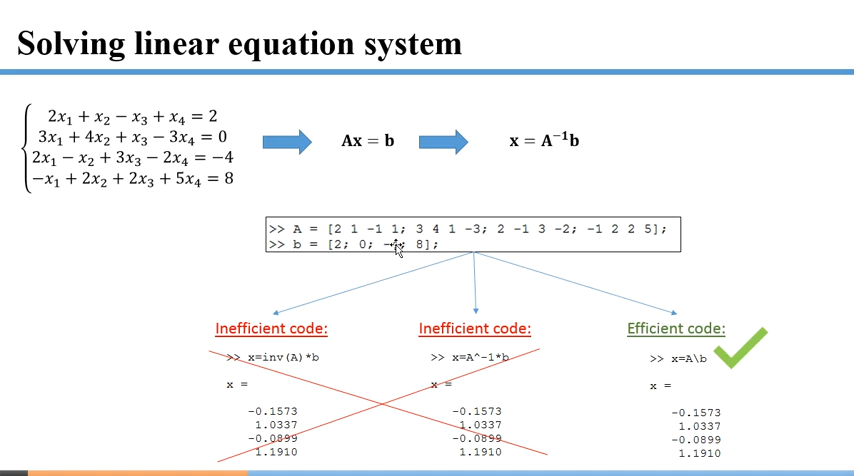 Solving linear equation system
2x₁ + x₂ − x₃ + x₄ = 2
3x₁ + 4x₂ + x₃ − 3x₄ = 0
2x₁ − x₂ + 3x₃ − 2x₄ = −4
−x₁ + 2x₂ + 2x₃ + 5x₄ = 8
Ax = b
x = A⁻¹b
>> A = [2 1 -1 1; 3 4 1 -3; 2 -1 3 -2; -1 2 2 5];
>> b = [2; 0; -4; 8];
Inefficient code:
>> x=inv(A)*b
x =
-0.1573
1.0337
-0.0899
1.1910
Inefficient code:
>> x=A^-1*b
x =
-0.1573
1.0337
-0.0899
1.1910
Efficient code:
>> x=A\b
x =
-0.1573
1.0337
-0.0899
1.1910